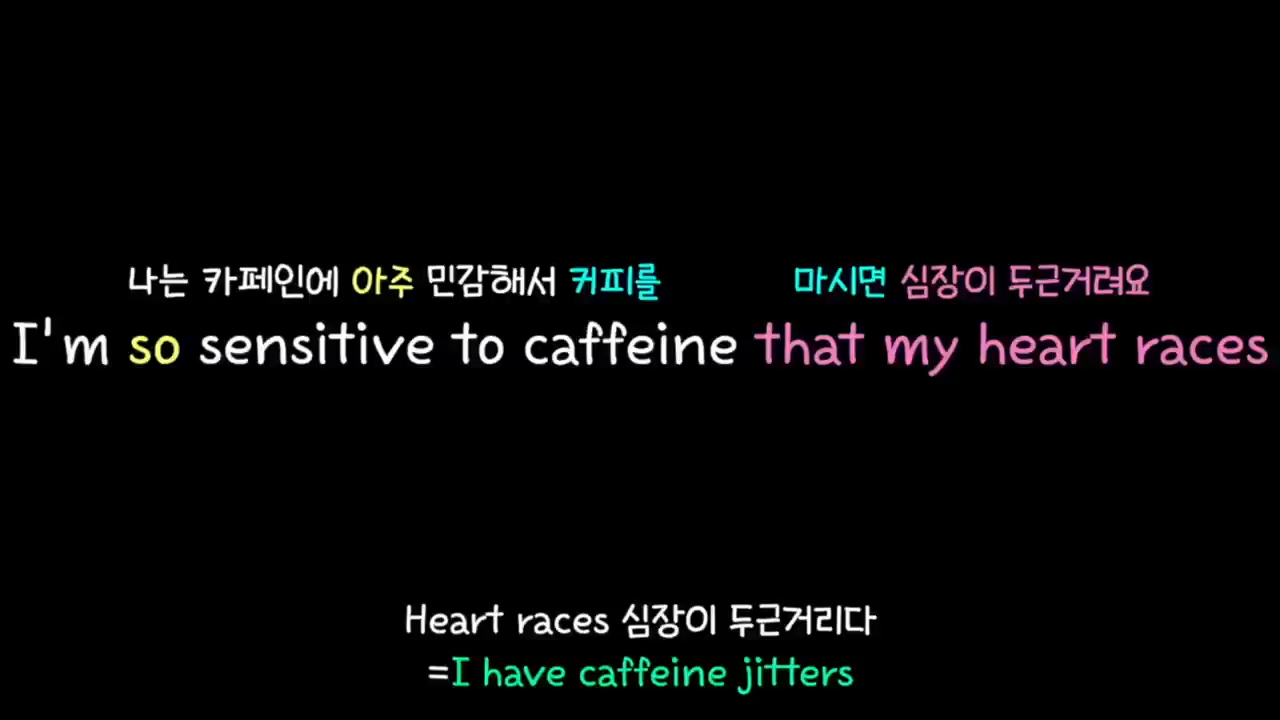 나는 카페인에 아주 민감해서 커피를 마시면 심장이 두근거려요
I'm so sensitive to caffeine that my heart races
Heart races 심장이 두근거리다
=I have caffeine jitters